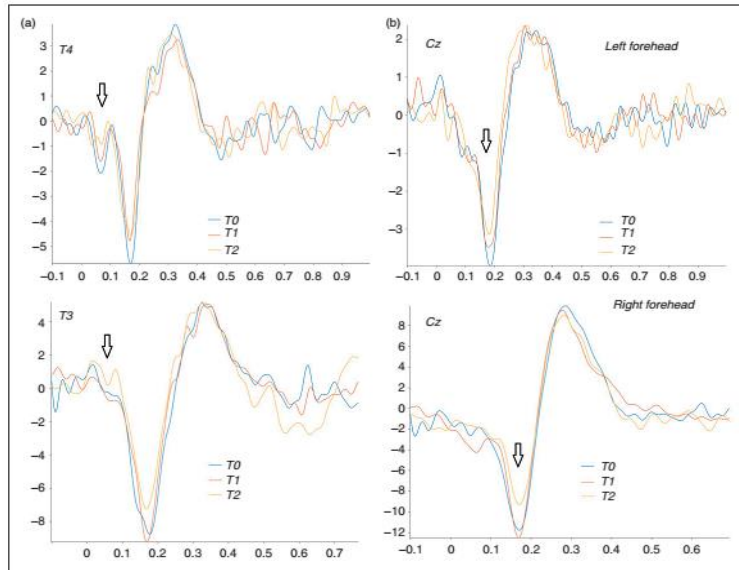 (a)
T4
3
2
1
0
−1
−2
−3
−4
−5
T0
T1
T2
−0.1 0 0.1 0.2 0.3 0.4 0.5 0.6 0.7 0.8 0.9
(b)
Cz
Left forehead
2
0
−1
−2
−3
T0
T1
T2
−0.1 0 0.1 0.2 0.3 0.4 0.5 0.6 0.7 0.8 0.9
T3
4
2
0
−2
−4
−6
−8
T0
T1
T2
0 0.1 0.2 0.3 0.4 0.5 0.6 0.7
Right forehead
Cz
8
6
4
2
0
−2
−4
−6
−8
−10
−12
T0
T1
T2
−0.1 0 0.1 0.2 0.3 0.4 0.6